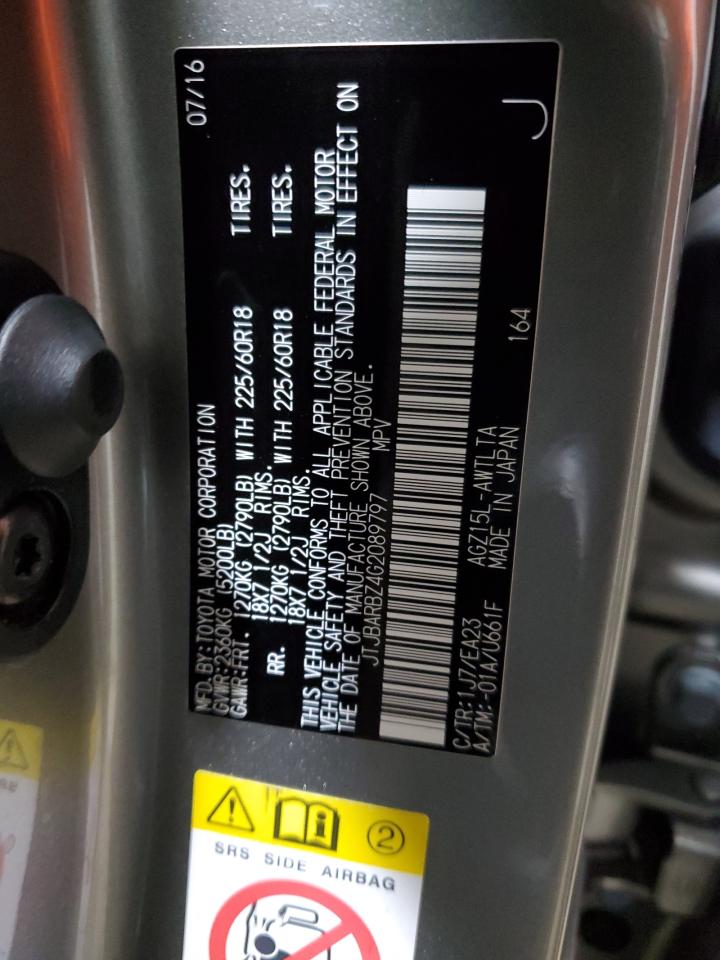 07/16
MFD.BY:TOYOTA MOTOR CORPORATION
GVWR:2360KG (5200LB)
GAWR:FRT. 1270KG (2790LB) WITH 225/60R18 TIRES.
18X7 1/2J RIMS.
RR. 1270KG (2790LB) WITH 225/60R18 TIRES.
18X7 1/2J RIMS.
THIS VEHICLE CONFORMS TO ALL APPLICABLE FEDERAL MOTOR
VEHICLE SAFETY AND THEFT PREVENTION STANDARDS IN EFFECT ON
THE DATE OF MANUFACTURE SHOWN ABOVE.
JTJBARBZ4G2089797 MPV
164
J
C/TR:1J7/EA23 AGZ15L-AWTLTA
A/TM:-01A/U661F MADE IN JAPAN
2
SRS SIDE AIRBAG